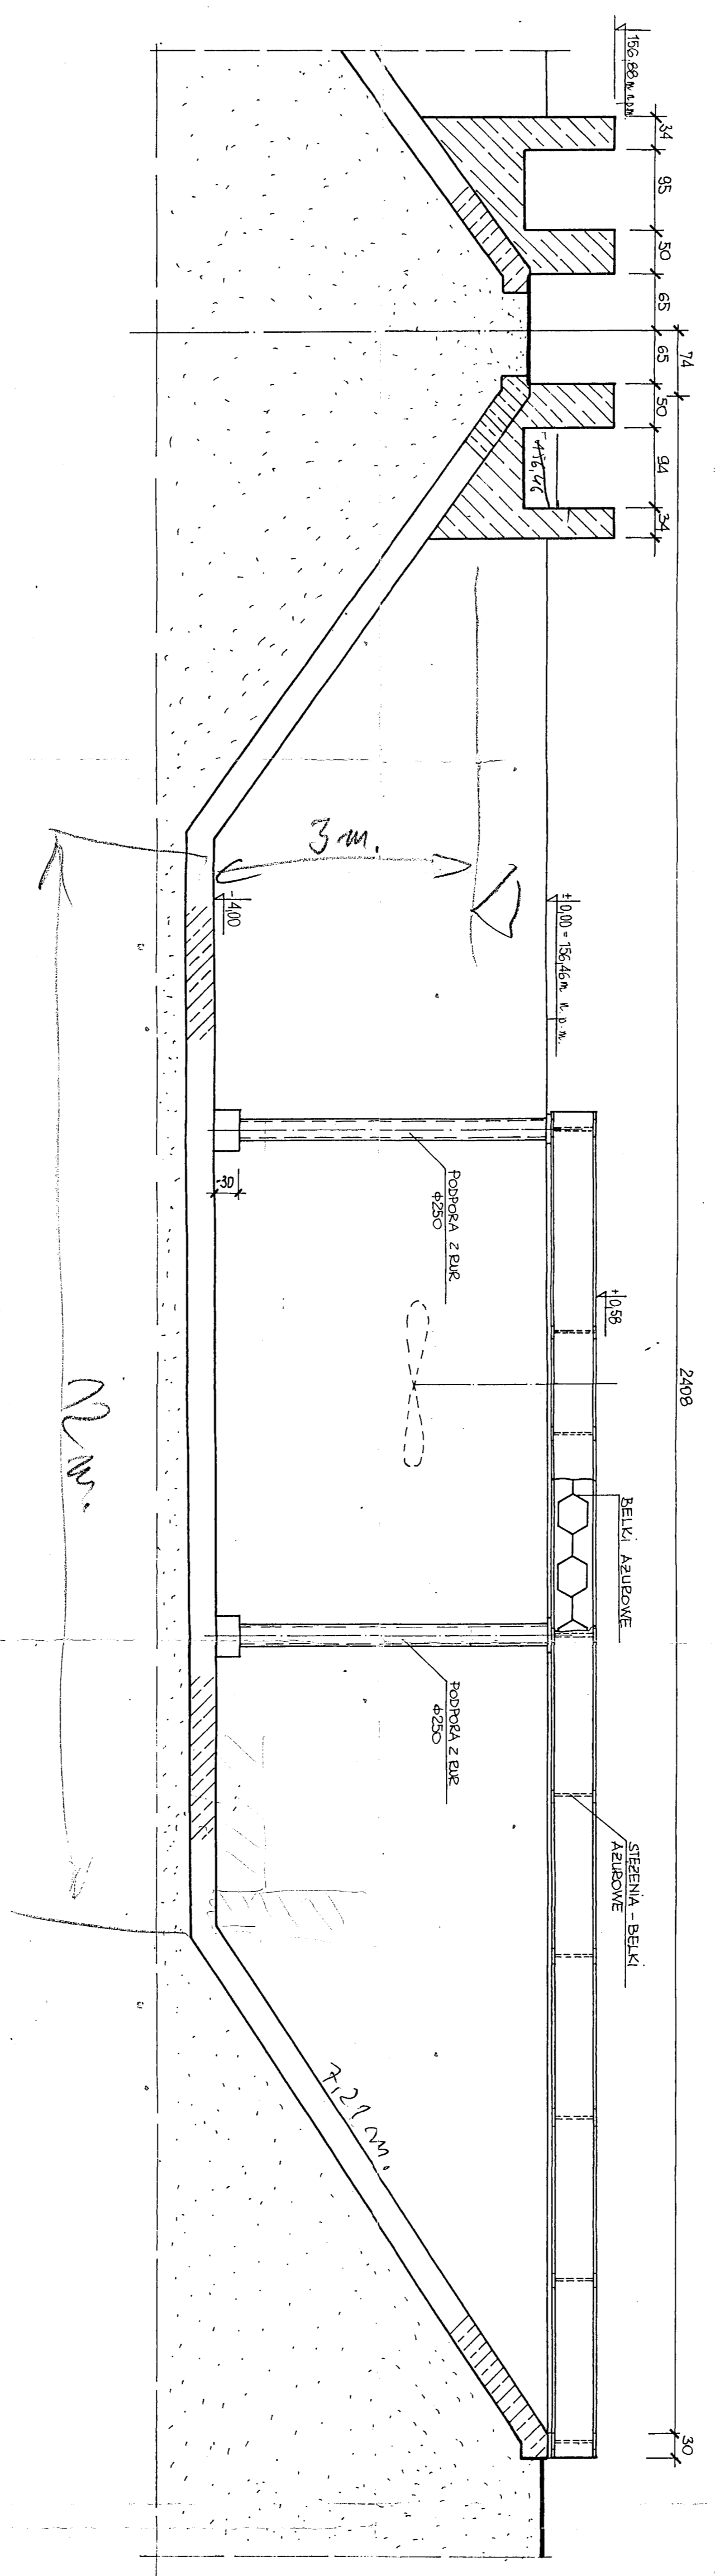 156,88 m n.p.m.
34
95
50
65
65
74
50
94
34
2408
30
156,46
3 m.
-4,00
± 0,00 = 156,46 m n. p. m.
30
PODPORA Z RUR
ϕ250
+0,58
BELKI AŻUROWE
PODPORA Z RUR
ϕ250
STĘŻENIA - BELKI
AŻUROWE
12 m.
7,21 m.